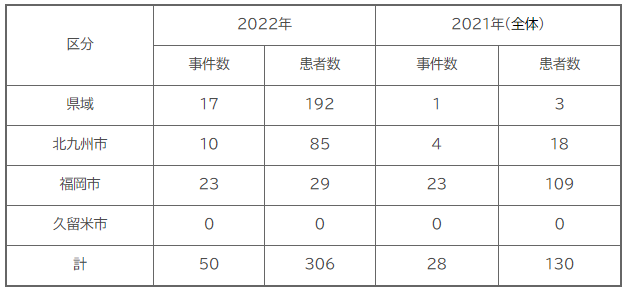 区分 2022年 2021年(全体)
事件数 患者数 事件数 患者数
県域 17 192 1 3
北九州市 10 85 4 18
福岡市 23 29 23 109
久留米市 0 0 0 0
計 50 306 28 130